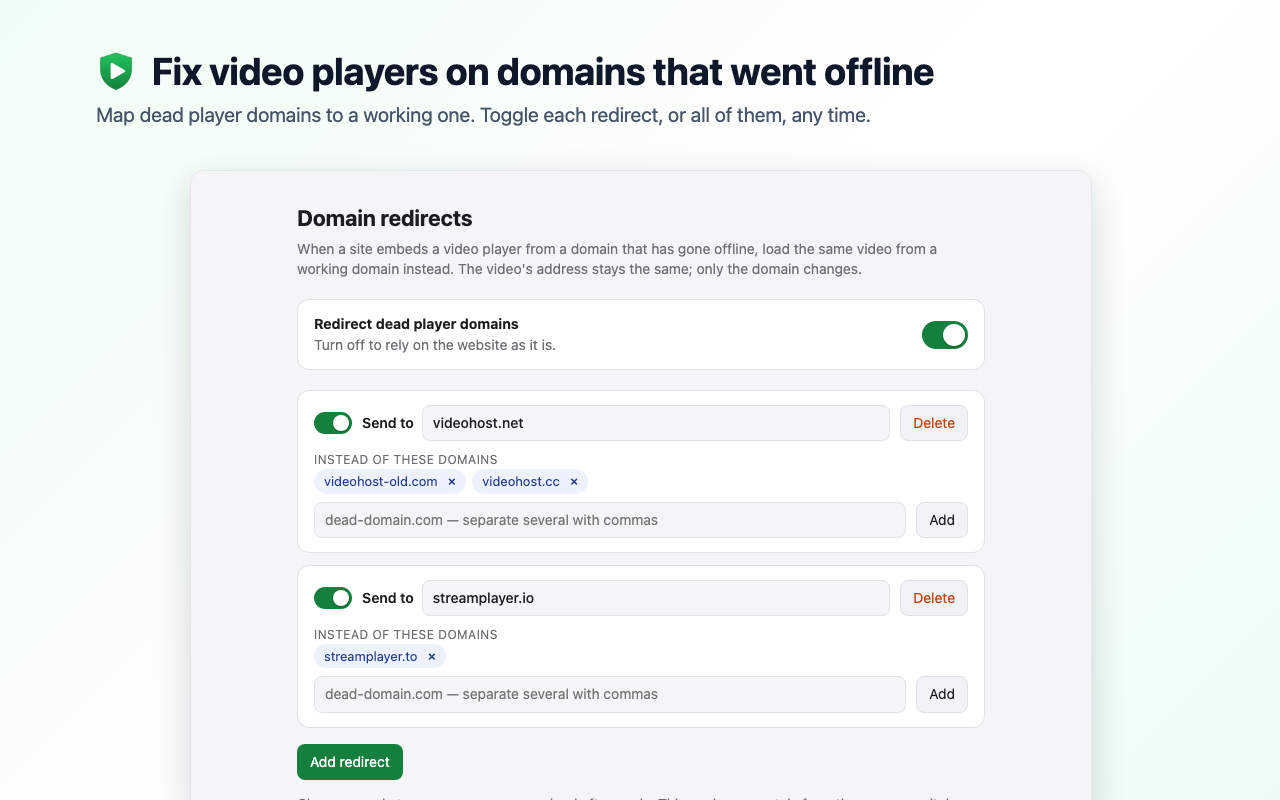 Fix video players on domains that went offline
Map dead player domains to a working one. Toggle each redirect, or all of them, any time.
Domain redirects
When a site embeds a video player from a domain that has gone offline, load the same video from a
working domain instead. The video's address stays the same; only the domain changes.
Redirect dead player domains
Turn off to rely on the website as it is.
Send to videohost.net Delete
INSTEAD OF THESE DOMAINS
videohost-old.com × videohost.cc ×
dead-domain.com — separate several with commas Add
Send to streamplayer.io Delete
INSTEAD OF THESE DOMAINS
streamplayer.to ×
dead-domain.com — separate several with commas Add
Add redirect